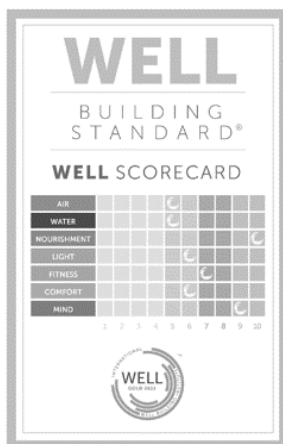 WELL
BUILDING
STANDARD®
WELL SCORECARD
AIR
WATER
NOURISHMENT
LIGHT
FITNESS
COMFORT
MIND
1 2 3 4 5 6 7 8 9 10
INTERNATIONAL
WELL